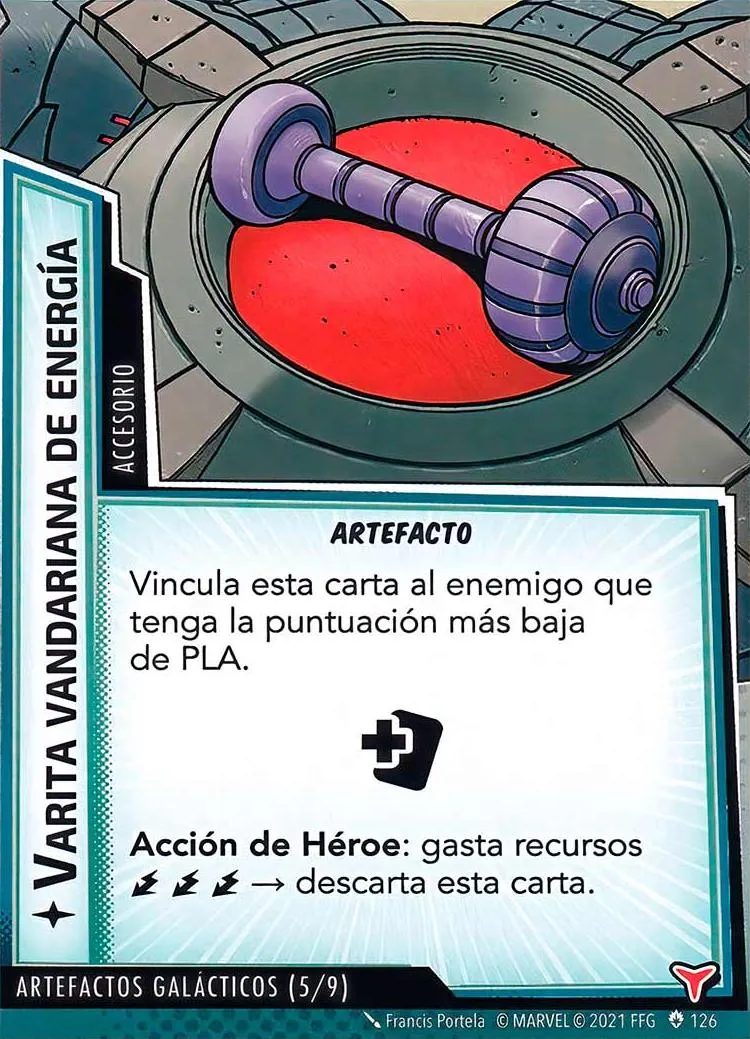 VARITA VANDARIANA DE ENERGÍA
ACCESORIO
ARTEFACTO
Vincula esta carta al enemigo que
tenga la puntuación más baja
de PLA.
Acción de Héroe: gasta recursos
→ descarta esta carta.
ARTEFACTOS GALÁCTICOS (5/9)
Francis Portela © MARVEL © 2021 FFG 126